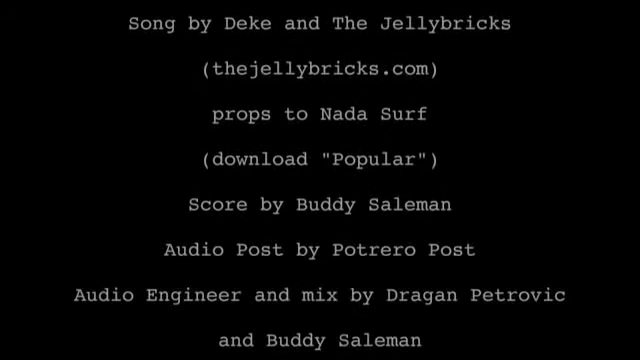 Song by Deke and The Jellybricks
(thejellybricks.com)
props to Nada Surf
(download "Popular")
Score by Buddy Saleman
Audio Post by Potrero Post
Audio Engineer and mix by Dragan Petrovic
and Buddy Saleman